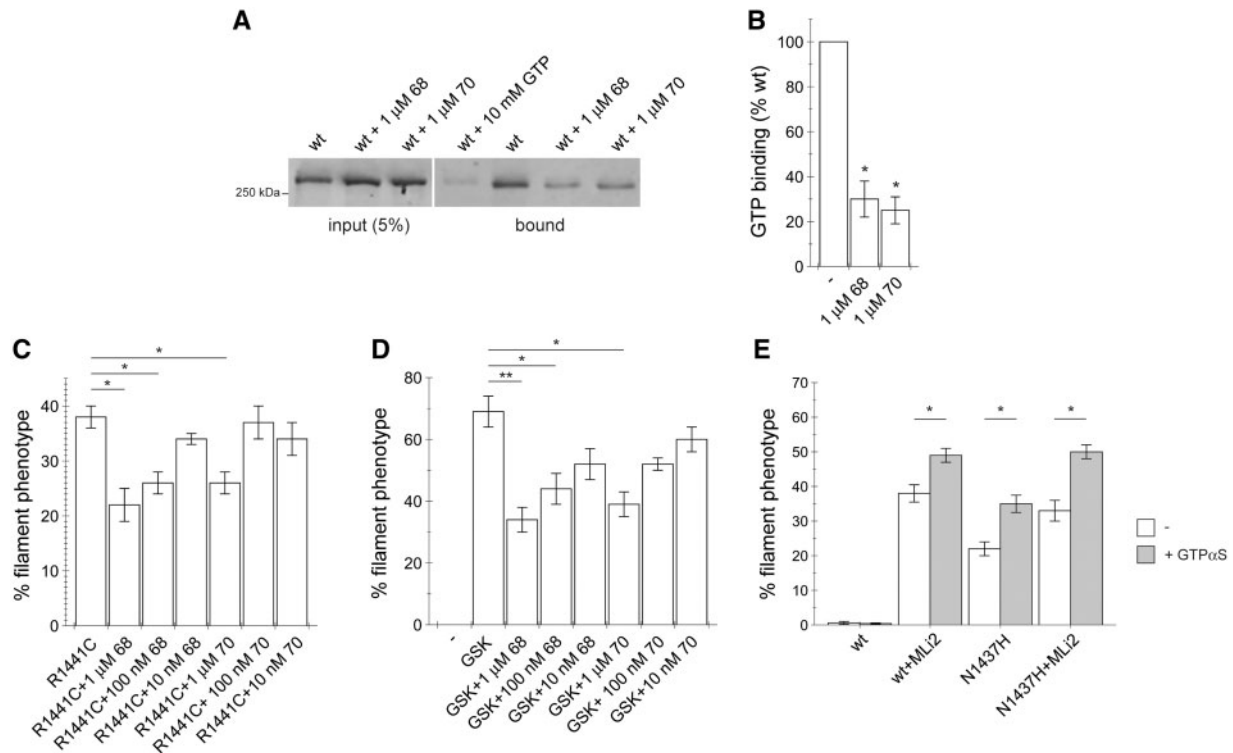 A
wt
wt + 1 µM 68
wt + 1 µM 70
wt + 10 mM GTP
wt
wt + 1 µM 68
wt + 1 µM 70
250 kDa
input (5%)
bound
B
GTP binding (% wt)
100
80
60
40
20
0
*
*
-
1 µM 68
1 µM 70
C
% filament phenotype
40
30
20
10
0
*
*
*
R1441C
R1441C+1 µM 68
R1441C+100 nM 68
R1441C+10 nM 68
R1441C+1 µM 70
R1441C+ 100 nM 70
R1441C+10 nM 70
D
% filament phenotype
80
60
40
20
0
*
*
**
-
GSK
GSK+1 µM 68
GSK+100 nM 68
GSK+10 nM 68
GSK+1 µM 70
GSK+ 100 nM 70
GSK+10 nM 70
E
% filament phenotype
70
60
50
40
30
20
10
0
*
*
*
wt
wt+MLi2
N1437H
N1437H+MLi2
-
+ GTPαS